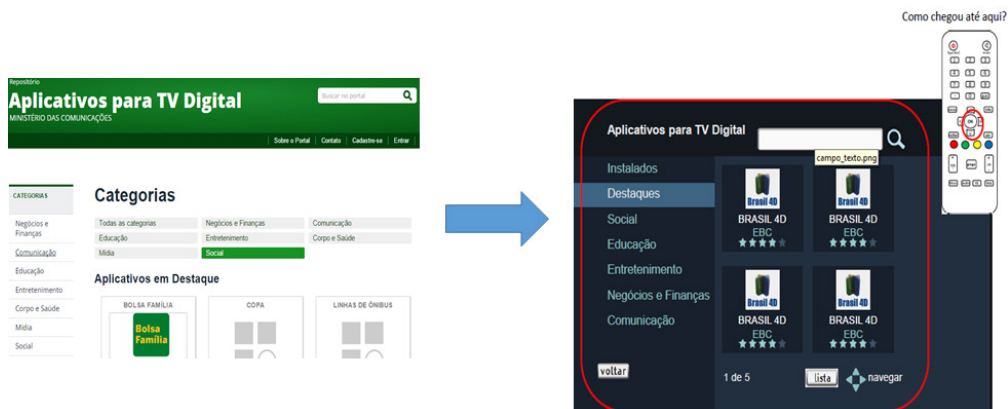 Como chegou até aqui?
Repositório
Aplicativos para TV Digital
MINISTÉRIO DAS COMUNICAÇÕES
Buscar no portal
Sobre o Portal | Contato | Cadastre-se | Entrar
CATEGORIAS
Negócios e
Finanças
Comunicação
Educação
Entretenimento
Corpo e Saúde
Mídia
Social
Categorias
Todas as categorias Negócios e Finanças Comunicação
Educação Entretenimento Corpo e Saúde
Mídia Social
Aplicativos em Destaque
BOLSA FAMÍLIA COPA LINHAS DE ÔNIBUS
Bolsa
Família
Aplicativos para TV Digital
campo_texto.png
Instalados
Destaques
Social
Educação
Entretenimento
Negócios e Finanças
Comunicação
Brasil 4D Brasil 4D
BRASIL 4D BRASIL 4D
EBC EBC
Brasil 4D Brasil 4D
BRASIL 4D BRASIL 4D
EBC EBC
voltar
1 de 5 lista navegar
OK